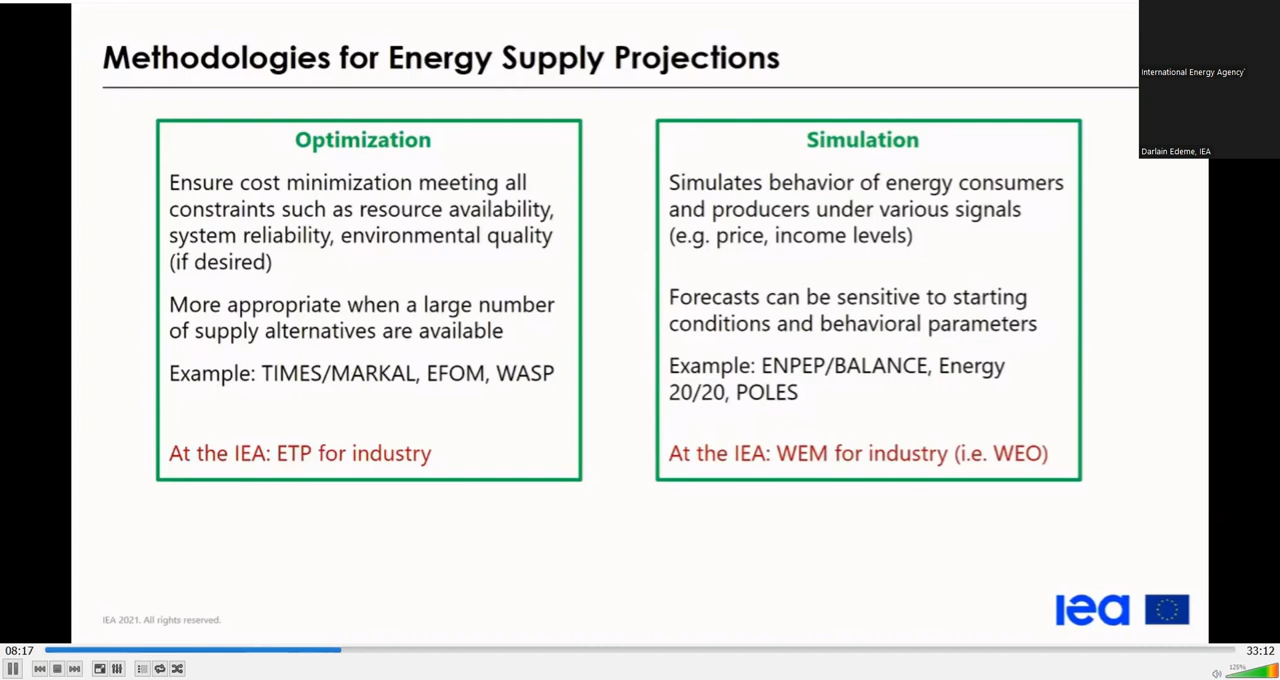 Methodologies for Energy Supply Projections
International Energy Agency'
Darlain Edeme, IEA
Optimization
Ensure cost minimization meeting all
constraints such as resource availability,
system reliability, environmental quality
(if desired)
More appropriate when a large number
of supply alternatives are available
Example: TIMES/MARKAL, EFOM, WASP
At the IEA: ETP for industry
Simulation
Simulates behavior of energy consumers
and producers under various signals
(e.g. price, income levels)
Forecasts can be sensitive to starting
conditions and behavioral parameters
Example: ENPEP/BALANCE, Energy
20/20, POLES
At the IEA: WEM for industry (i.e. WEO)
IEA 2021. All rights reserved.
iea
08:17
33:12
125%